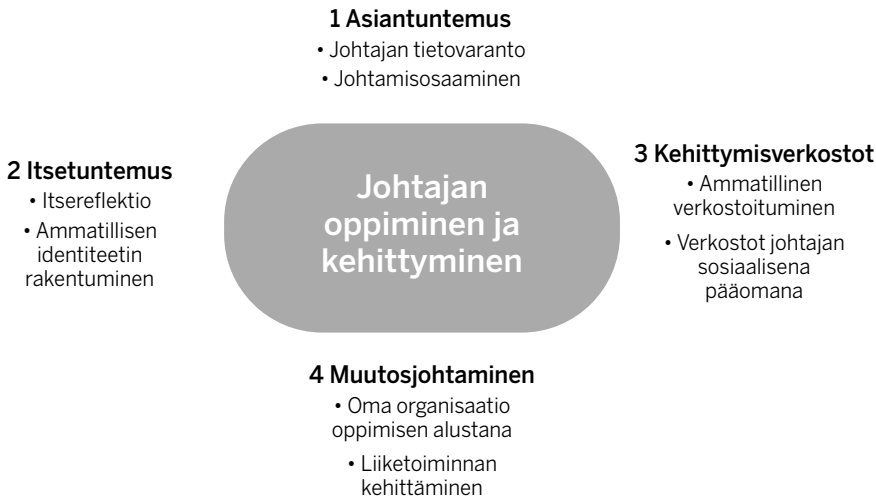 1 Asiantuntemus
• Johtajan tietovaranto
• Johtamisosaaminen
2 Itsetuntemus
• Itsereflektio
• Ammatillisen
identiteetin
rakentuminen
Johtajan
oppiminen ja
kehittyminen
3 Kehittymisverkostot
• Ammatillinen
verkostoituminen
• Verkostot johtajan
sosiaalisena
pääomana
4 Muutosjohtaminen
• Oma organisaatio
oppimisen alustana
• Liiketoiminnan
kehittäminen